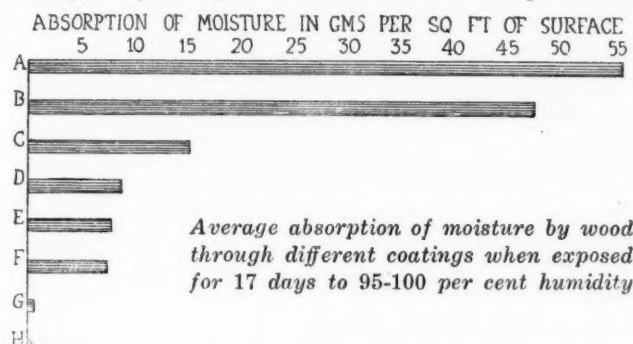 ABSORPTION OF MOISTURE IN GMS PER SQ FT OF SURFACE
5 10 15 20 25 30 35 40 45 50 55
A
B
C
D
E
F
G
H
Average absorption of moisture by wood
through different coatings when exposed
for 17 days to 95-100 per cent humidity